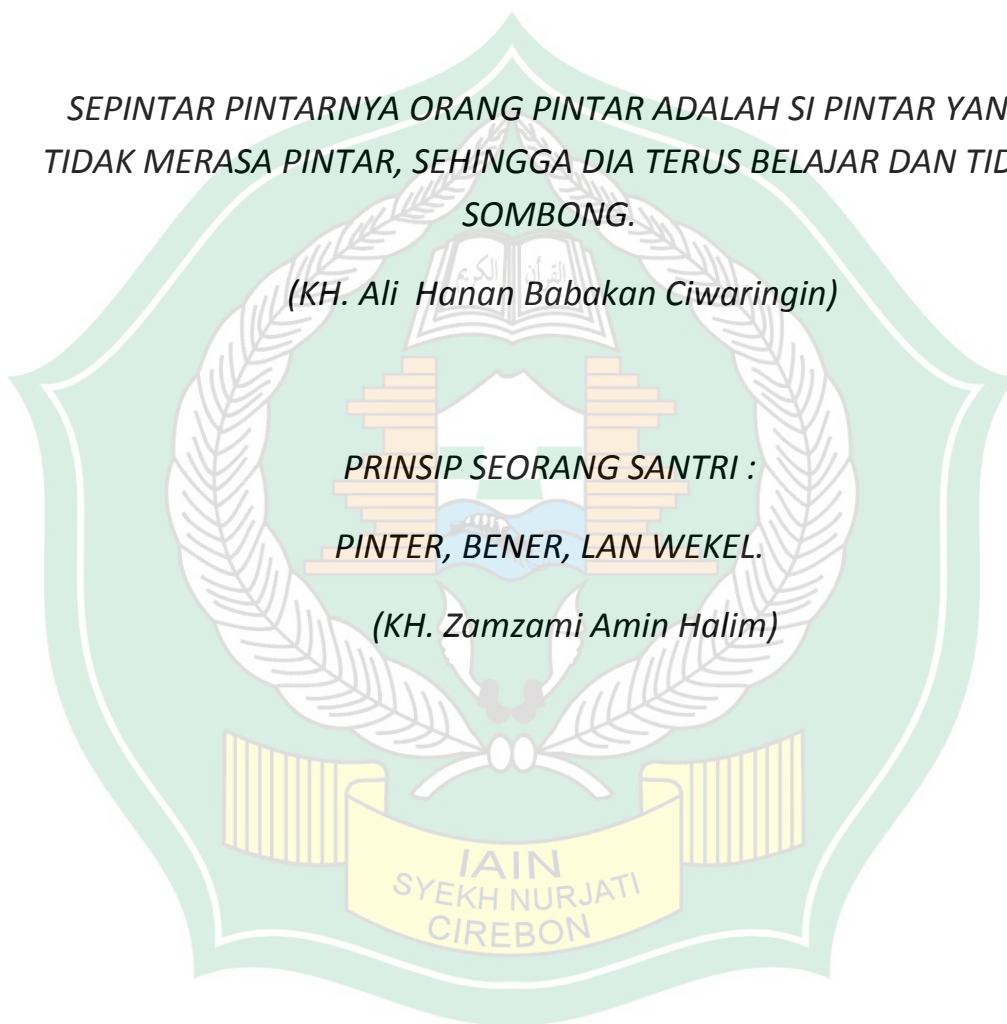 SEPINTAR PINTARNYA ORANG PINTAR ADALAH SI PINTAR YAN
TIDAK MERASA PINTAR, SEHINGGA DIA TERUS BELAJAR DAN TID
SOMBONG.
(KH. Ali Hanan Babakan Ciwaringin)
القرآن الكريم
PRINSIP SEORANG SANTRI :
PINTER, BENER, LAN WEKEL.
(KH. Zamzami Amin Halim)
IAIN
SYEKH NURJATI
CIREBON